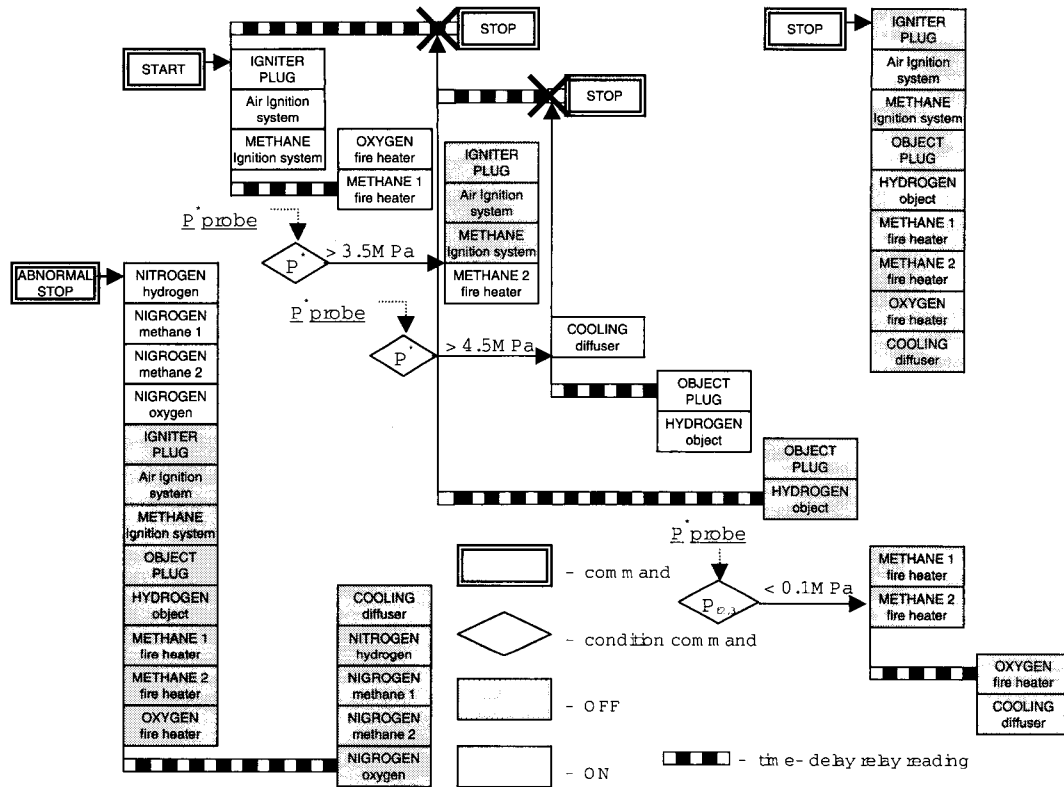 STOP
START
IGNITER
PLUG
Air Ignition
system
METHANE
Ignition system
OXYGEN
fire heater
METHANE 1
fire heater
STOP
IGNITER
PLUG
Air Ignition
system
METHANE
Ignition system
METHANE 2
fire heater
P*probe
P*
> 3.5M Pa
P*probe
P*
> 4.5M Pa
COOLING
diffuser
OBJECT
PLUG
HYDROGEN
object
OBJECT
PLUG
HYDROGEN
object
STOP
IGNITER
PLUG
Air Ignition
system
METHANE
Ignition system
OBJECT
PLUG
HYDROGEN
object
METHANE 1
fire heater
METHANE 2
fire heater
OXYGEN
fire heater
COOLING
diffuser
ABNORMAL
STOP
NITROGEN
hydrogen
NIGROGEN
methane 1
NIGROGEN
methane 2
NIGROGEN
oxygen
IGNITER
PLUG
Air Ignition
system
METHANE
Ignition system
OBJECT
PLUG
HYDROGEN
object
METHANE 1
fire heater
METHANE 2
fire heater
OXYGEN
fire heater
COOLING
diffuser
NITROGEN
hydrogen
NIGROGEN
methane 1
NIGROGEN
methane 2
NIGROGEN
oxygen
- command
- condition command
- OFF
- ON
P*probe
< 0.1M Pa
METHANE 1
fire heater
METHANE 2
fire heater
OXYGEN
fire heater
COOLING
diffuser
- time-delay relay reading